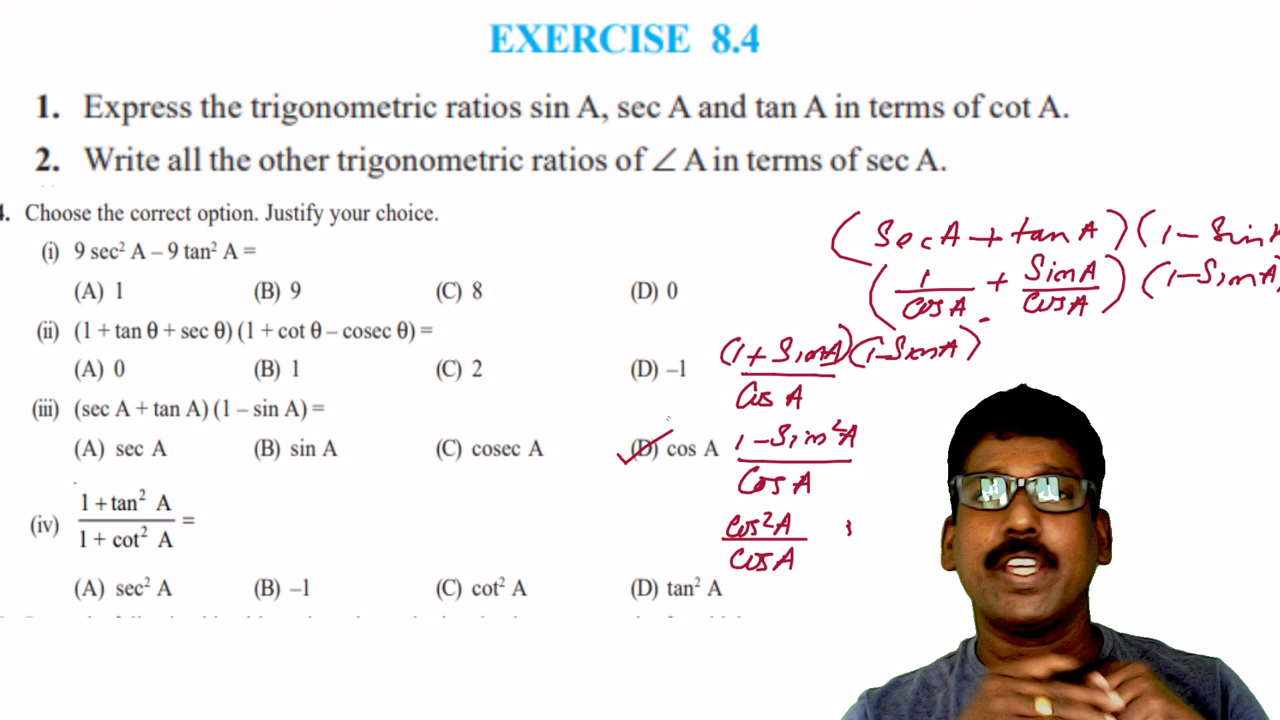 EXERCISE 8.4
1. Express the trigonometric ratios sin A, sec A and tan A in terms of cot A.
2. Write all the other trigonometric ratios of ∠ A in terms of sec A.
4. Choose the correct option. Justify your choice.
(i) 9 sec² A – 9 tan² A =
(A) 1 (B) 9 (C) 8 (D) 0
(ii) (1 + tan θ + sec θ) (1 + cot θ – cosec θ) =
(A) 0 (B) 1 (C) 2 (D) –1
(iii) (sec A + tan A) (1 – sin A) =
(A) sec A (B) sin A (C) cosec A (D) cos A
(iv) (1 + tan² A)/(1 + cot² A) =
(A) sec² A (B) –1 (C) cot² A (D) tan² A
(SecA + tan A) (1 – Sin A
(1/CosA + SinA/CosA) (1 – SinA)
(1 + SinA)(1 – SinA)
Cos A
1 – Sin²A
Cos A
Cos²A =
CosA